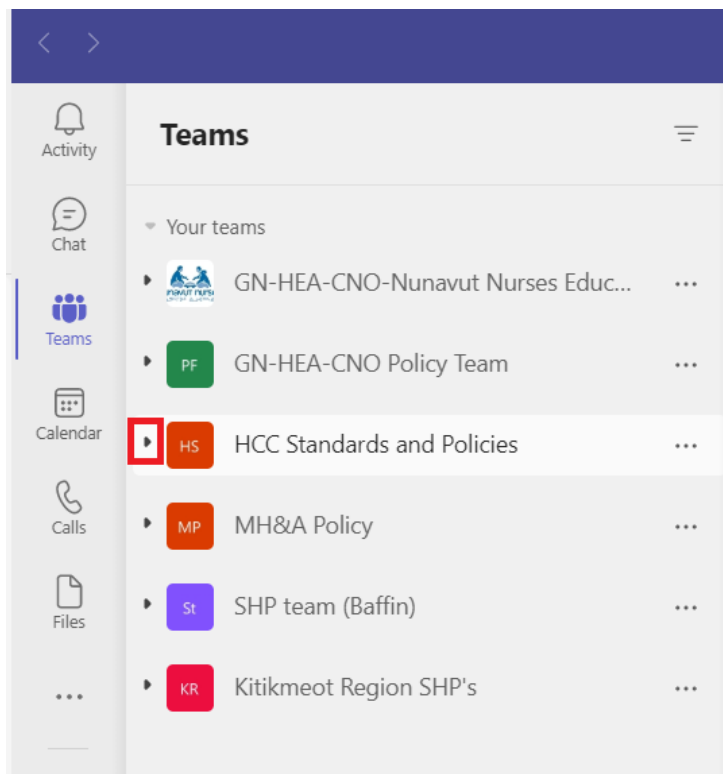 Activity
Chat
Teams
Calendar
Calls
Files
Teams
Your teams
GN-HEA-CNO-Nunavut Nurses Educ...
PF GN-HEA-CNO Policy Team
HS HCC Standards and Policies
MP MH&A Policy
St SHP team (Baffin)
KR Kitikmeot Region SHP's